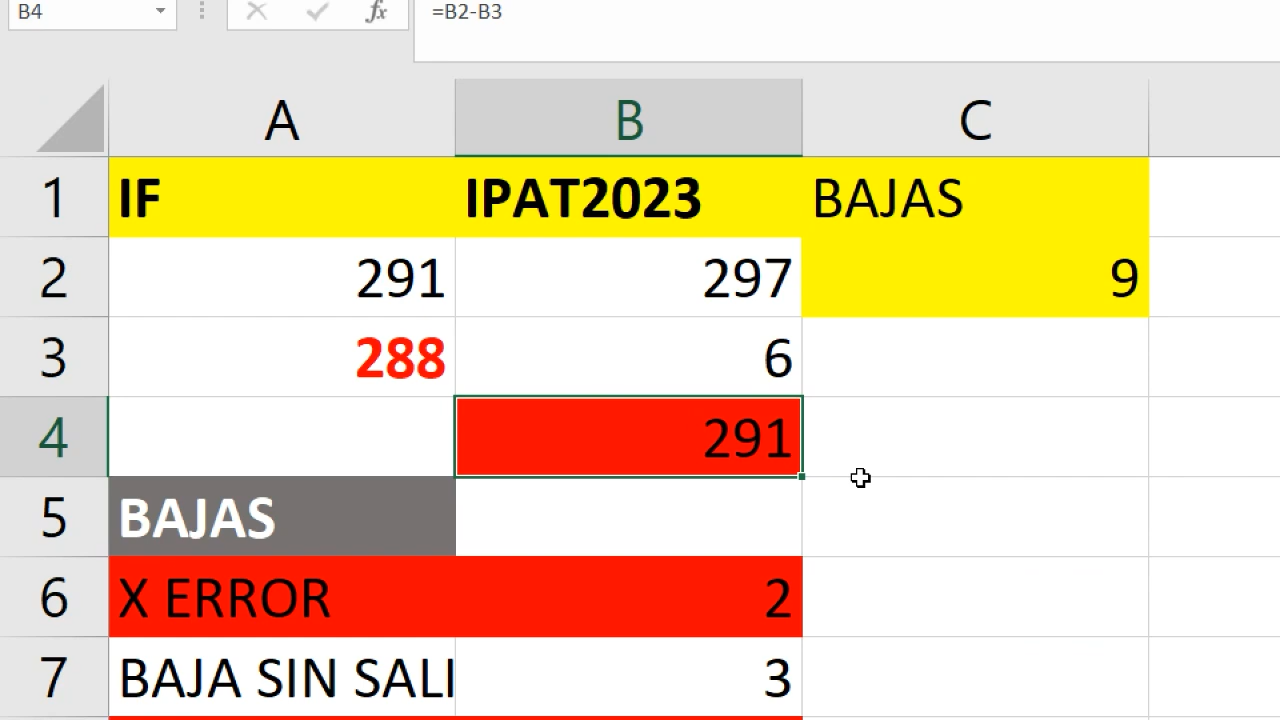 B4 fx =B2-B3
A B C
1 IF IPAT2023 BAJAS
2 291 297 9
3 288 6
4 291
5 BAJAS
6 X ERROR 2
7 BAJA SIN SALI 3